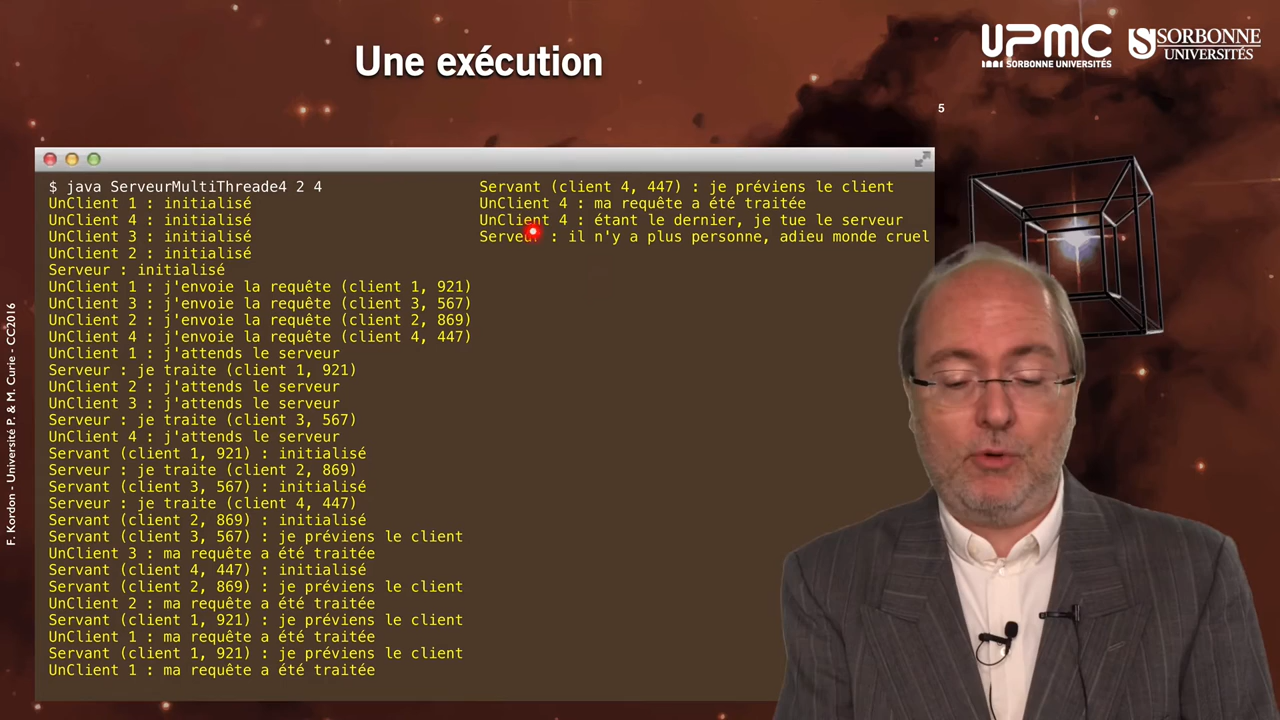 Une exécution
UPMC
SORBONNE UNIVERSITÉS
SORBONNE
UNIVERSITÉS
5
$ java ServeurMultiThreade4 2 4
UnClient 1 : initialisé
UnClient 4 : initialisé
UnClient 3 : initialisé
UnClient 2 : initialisé
Serveur : initialisé
UnClient 1 : j'envoie la requête (client 1, 921)
UnClient 3 : j'envoie la requête (client 3, 567)
UnClient 2 : j'envoie la requête (client 2, 869)
UnClient 4 : j'envoie la requête (client 4, 447)
UnClient 1 : j'attends le serveur
Serveur : je traite (client 1, 921)
UnClient 2 : j'attends le serveur
UnClient 3 : j'attends le serveur
Serveur : je traite (client 3, 567)
UnClient 4 : j'attends le serveur
Servant (client 1, 921) : initialisé
Serveur : je traite (client 2, 869)
Servant (client 3, 567) : initialisé
Serveur : je traite (client 4, 447)
Servant (client 2, 869) : initialisé
Servant (client 3, 567) : je préviens le client
UnClient 3 : ma requête a été traitée
Servant (client 4, 447) : initialisé
Servant (client 2, 869) : je préviens le client
UnClient 2 : ma requête a été traitée
Servant (client 1, 921) : je préviens le client
UnClient 1 : ma requête a été traitée
Servant (client 1, 921) : je préviens le client
UnClient 1 : ma requête a été traitée
Servant (client 4, 447) : je préviens le client
UnClient 4 : ma requête a été traitée
UnClient 4 : étant le dernier, je tue le serveur
Serveur : il n'y a plus personne, adieu monde cruel
F. Kordon - Université P. & M. Curie - CC2016